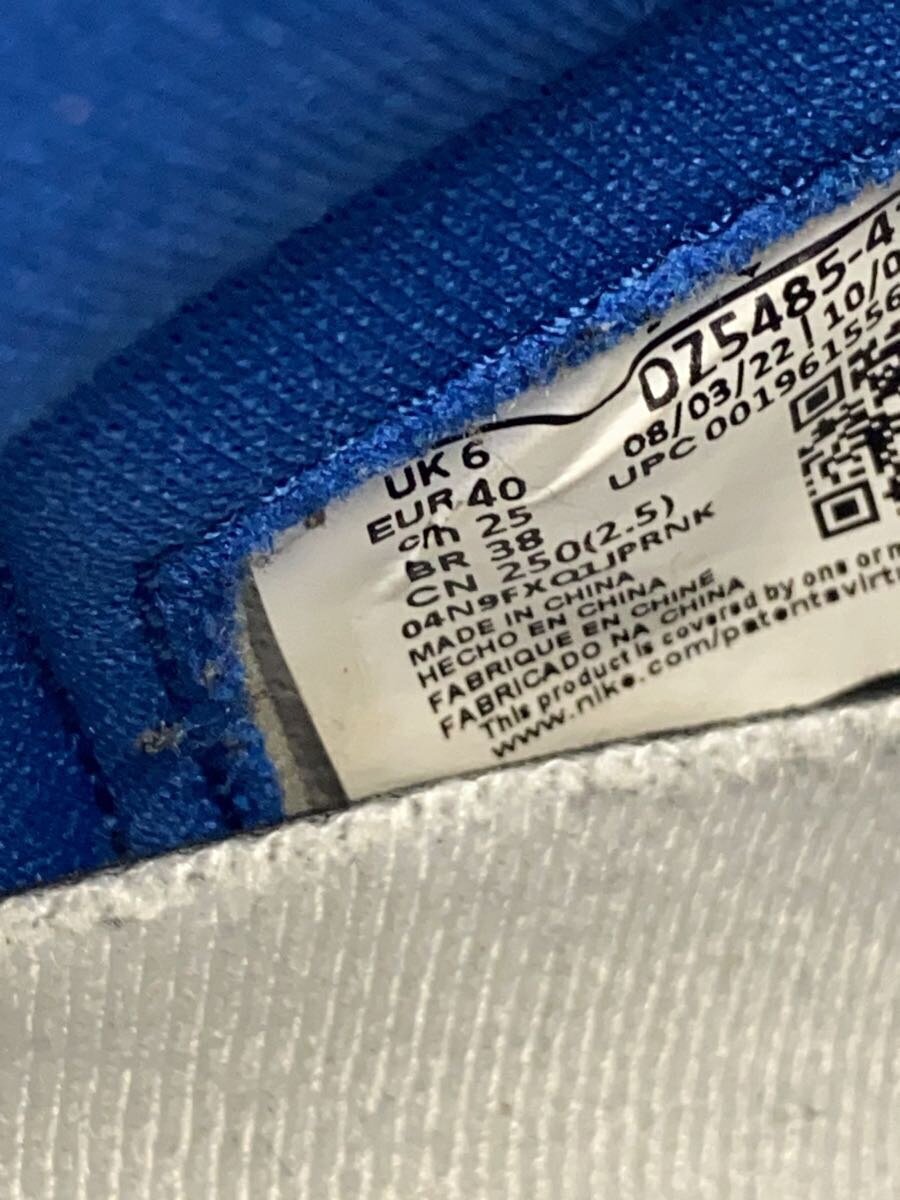 UK 6
EUR 40
cm 25
BR 38
CN 250(2.5)
04N9FXQ1JPRNK
MADE IN CHINA
HECHO EN CHINA
FABRIQUE EN CHINE
FABRICADO NA CHINA
This product is covered by one or
www.nike.com/patents
DZ5485-4
08/03/22 | 10/0
UPC 001961556